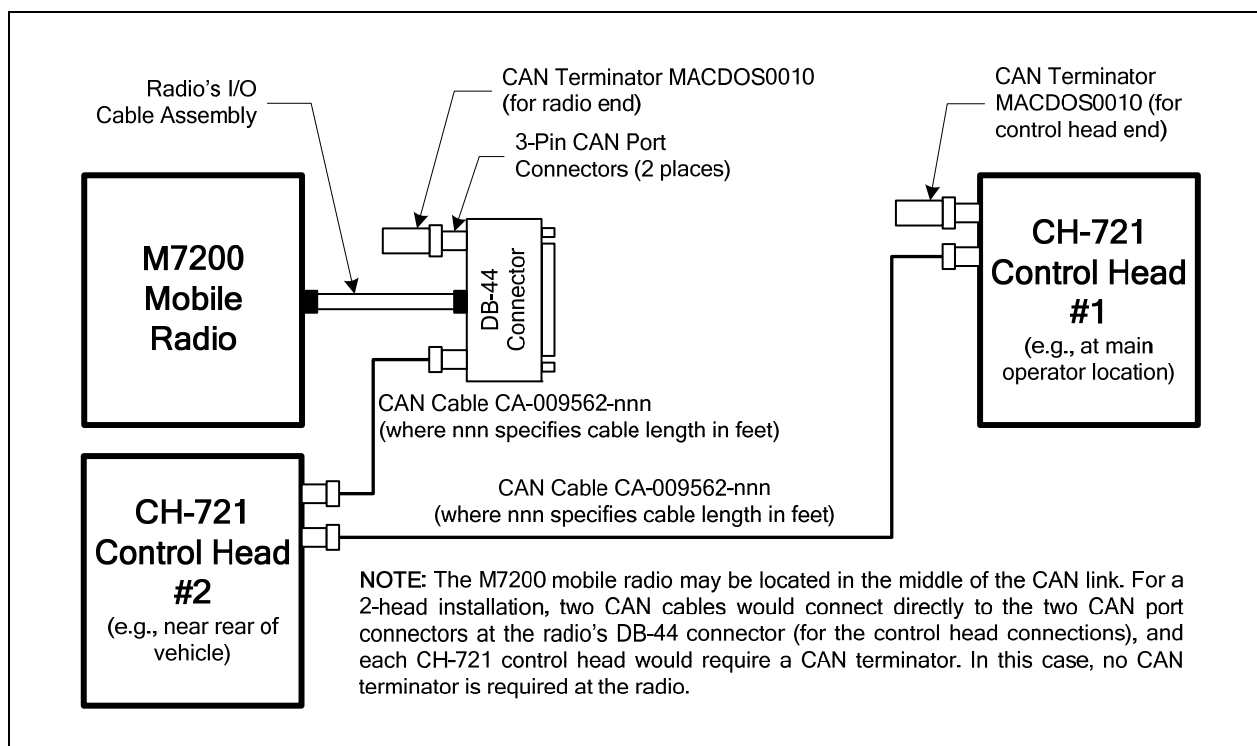 Radio's I/O
Cable Assembly
CAN Terminator MACDOS0010
(for radio end)
3-Pin CAN Port
Connectors (2 places)
CAN Terminator
MACDOS0010 (for
control head end)
M7200
Mobile
Radio
DB-44
Connector
CH-721
Control Head
#1
(e.g., at main
operator location)
CAN Cable CA-009562-nnn
(where nnn specifies cable length in feet)
CH-721
Control Head
#2
(e.g., near rear of
vehicle)
CAN Cable CA-009562-nnn
(where nnn specifies cable length in feet)
NOTE: The M7200 mobile radio may be located in the middle of the CAN link. For a
2-head installation, two CAN cables would connect directly to the two CAN port
connectors at the radio's DB-44 connector (for the control head connections), and
each CH-721 control head would require a CAN terminator. In this case, no CAN
terminator is required at the radio.